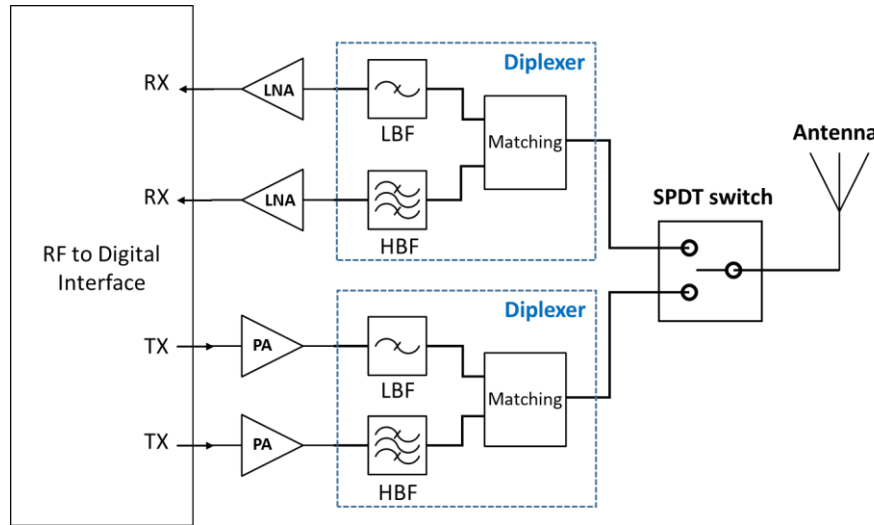 Diplexer
RX
LNA
LBF
Matching
RX
LNA
HBF
Antenna
SPDT switch
RF to Digital
Interface
Diplexer
TX
PA
LBF
Matching
TX
PA
HBF